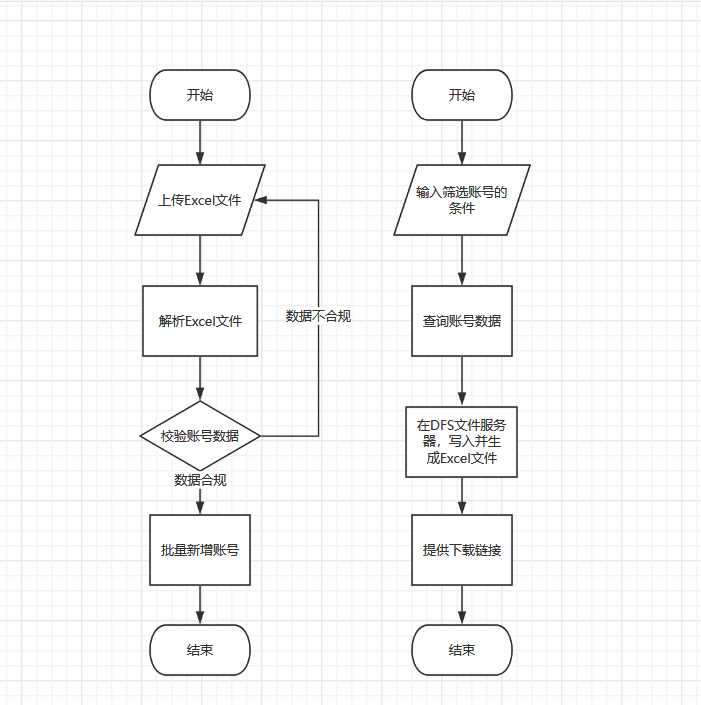 开始
上传Excel文件
解析Excel文件
数据不合规
校验账号数据
数据合规
批量新增账号
结束
开始
输入筛选账号的
条件
查询账号数据
在DFS文件服务
器，写入并生
成Excel文件
提供下载链接
结束